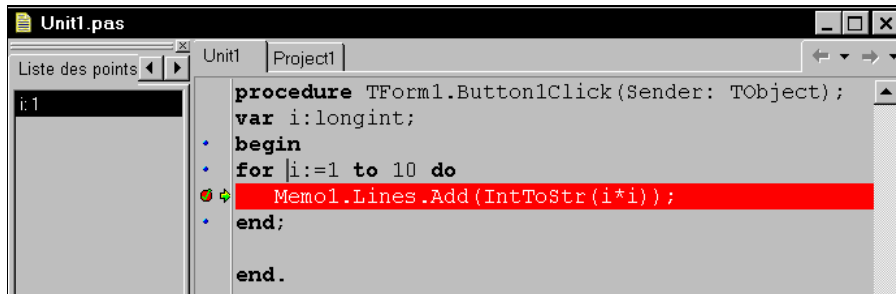 Unit1.pas
Liste des points
i: 1
Unit1
Project1
procedure TForm1.Button1Click(Sender: TObject);
var i:longint;
begin
for i:=1 to 10 do
Memo1.Lines.Add(IntToStr(i*i));
end;
end.